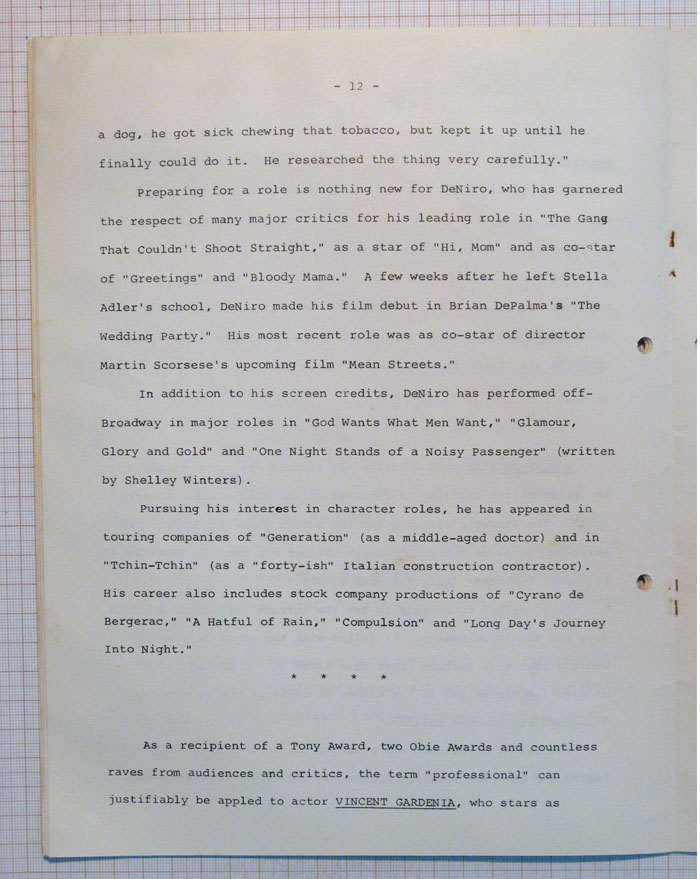 - 12 -
a dog, he got sick chewing that tobacco, but kept it up until he
finally could do it.  He researched the thing very carefully."
Preparing for a role is nothing new for DeNiro, who has garnered
the respect of many major critics for his leading role in "The Gang
That Couldn't Shoot Straight," as a star of "Hi, Mom" and as co-star
of "Greetings" and "Bloody Mama."  A few weeks after he left Stella
Adler's school, DeNiro made his film debut in Brian DePalma's "The
Wedding Party."  His most recent role was as co-star of director
Martin Scorsese's upcoming film "Mean Streets."
In addition to his screen credits, DeNiro has performed off-
Broadway in major roles in "God Wants What Men Want," "Glamour,
Glory and Gold" and "One Night Stands of a Noisy Passenger" (written
by Shelley Winters).
Pursuing his interest in character roles, he has appeared in
touring companies of "Generation" (as a middle-aged doctor) and in
"Tchin-Tchin" (as a "forty-ish" Italian construction contractor).
His career also includes stock company productions of "Cyrano de
Bergerac," "A Hatful of Rain," "Compulsion" and "Long Day's Journey
Into Night."
* * * *
As a recipient of a Tony Award, two Obie Awards and countless
raves from audiences and critics, the term "professional" can
justifiably be appled to actor VINCENT GARDENIA, who stars as